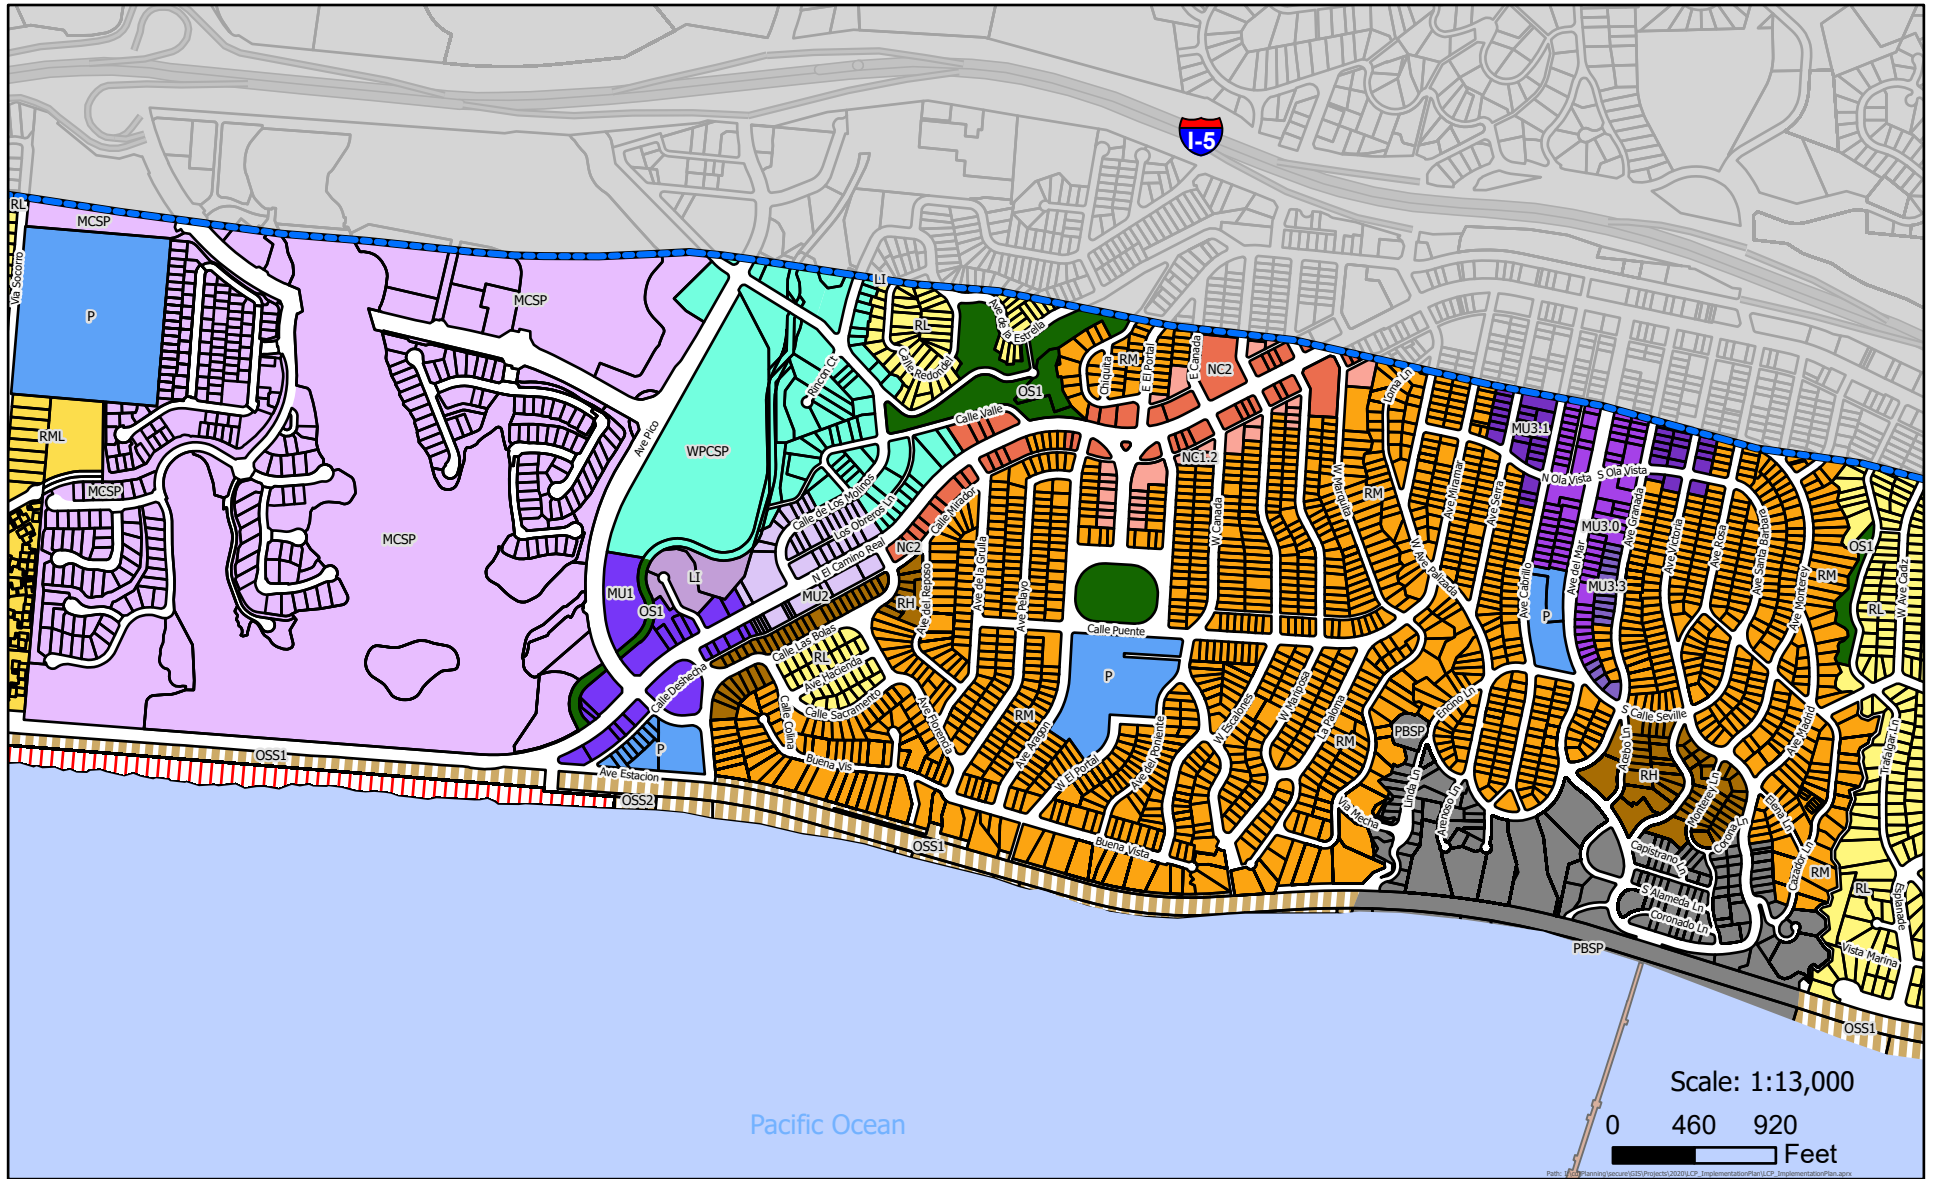 I-5
RL
MCSP
Via Socorro
P
MCSP
LI
RL
Ave de la Estrella
Calle Redondel
Rincon Ct
OS1
Chiquita
RM
E El Portal
E Canada
NC2
Loma Ln
Calle Valle
RML
MCSP
Ave Pico
WPCSP
NC1.2
MU3.1
RM
W Marquita
Ave Miramar
Ave Serra
N Ola Vista
S Ola Vista
Calle de Los Molinos
Los Obreros Ln
Calle Mirador
W Canada
Ave Granada
MU3.0
Ave Victoria
Ave Rosa
Ave Santa Barbara
MCSP
N El Camino Real
NC2
OS1
LI
MU1
OS1
MU2
RH
Ave del Reposo
Ave de la Grulla
Ave Pelayo
W Ave Palizada
Ave Cabrillo
Ave del Mar
MU3.3
P
RM
Ave Monterey
RL
W Ave Cadiz
Calle Puente
Calle Las Bolas
RL
Ave Hacienda
Calle Sacramento
Calle Deshecha
P
Ave Florencia
RM
Ave Aragon
W El Portal
Ave del Poniente
W Escalones
W Mariposa
La Paloma
RM
Encino Ln
PBSP
S Calle Seville
Acebo Ln
RH
Monterey Ln
Corona Ln
Elena Ln
Ave Madrid
Trafalgar Ln
Calle Colina
Buena Vis
P
Ave Estacion
OSS1
OSS2
OSS1
Buena Vista
Via Mecha
Linda Ln
Arenoso Ln
Capistrano Ln
S Alameda Ln
Coronado Ln
Cazador Ln
RM
RL
Esplanade
Vista Marina
PBSP
OSS1
Pacific Ocean
Scale: 1:13,000
0 460 920
Feet